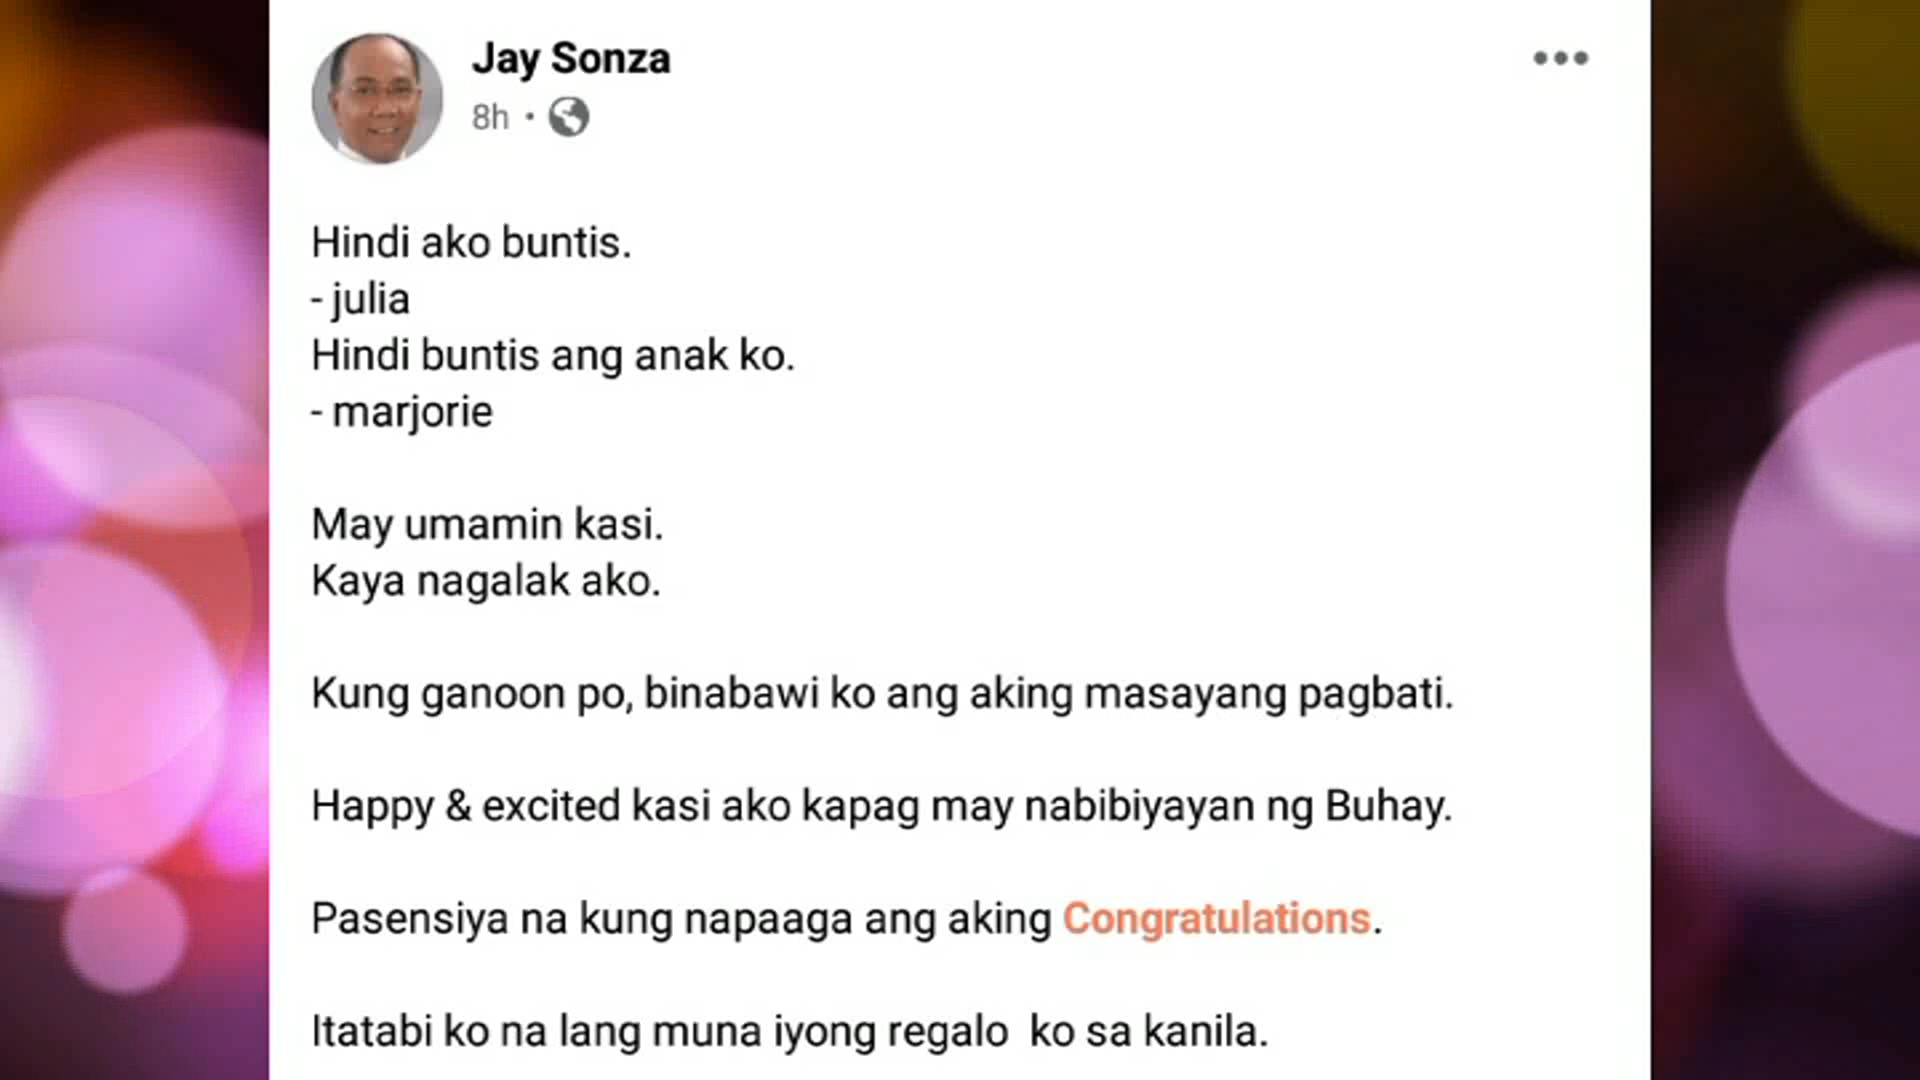 Jay Sonza
8h ·
Hindi ako buntis.
- julia
Hindi buntis ang anak ko.
- marjorie
May umamin kasi.
Kaya nagalak ako.
Kung ganoon po, binabawi ko ang aking masayang pagbati.
Happy & excited kasi ako kapag may nabibiyayan ng Buhay.
Pasensiya na kung napaaga ang aking Congratulations.
Itatabi ko na lang muna iyong regalo ko sa kanila.